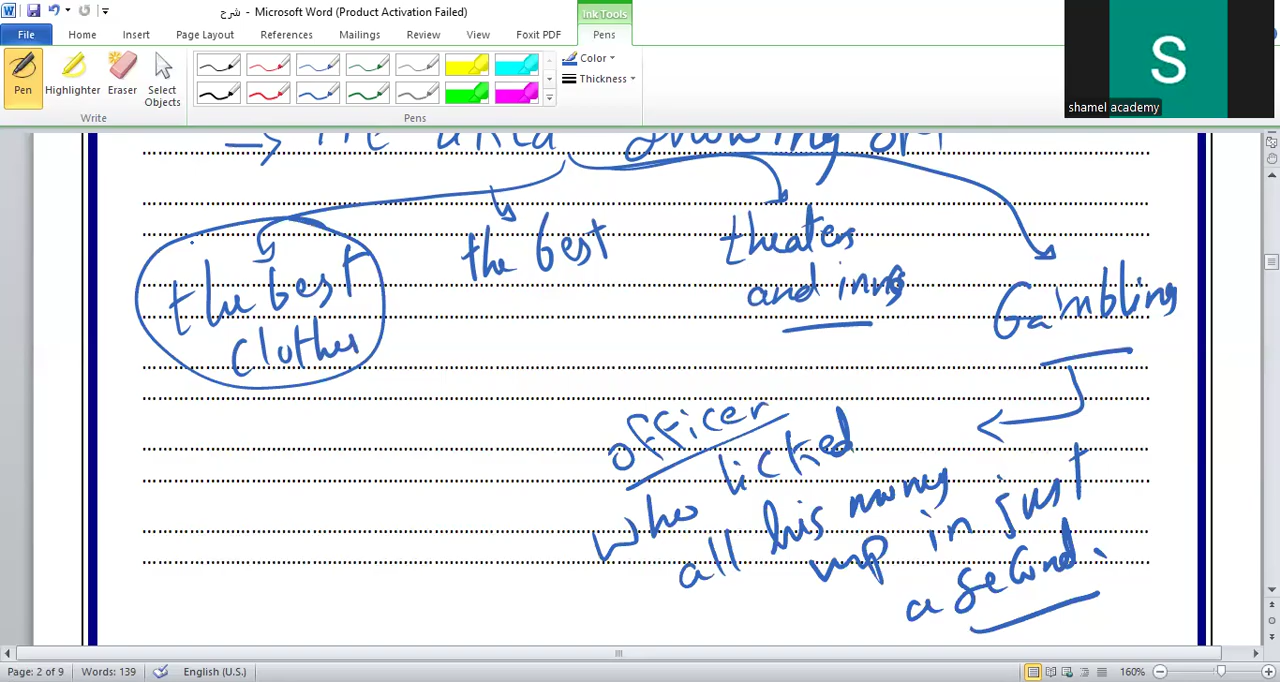 شرح - Microsoft Word (Product Activation Failed)
Ink Tools
File Home Insert Page Layout References Mailings Review View Foxit PDF Pens
Pen Highlighter Eraser Select Objects
Write
Color
Thickness
Pens
S
shamel academy
showing off
the best clothes
the best
theaters and inns
Gambling
officer
who licked
all his money
up in just
a second.
Page: 2 of 9 Words: 139 English (U.S.) 160%